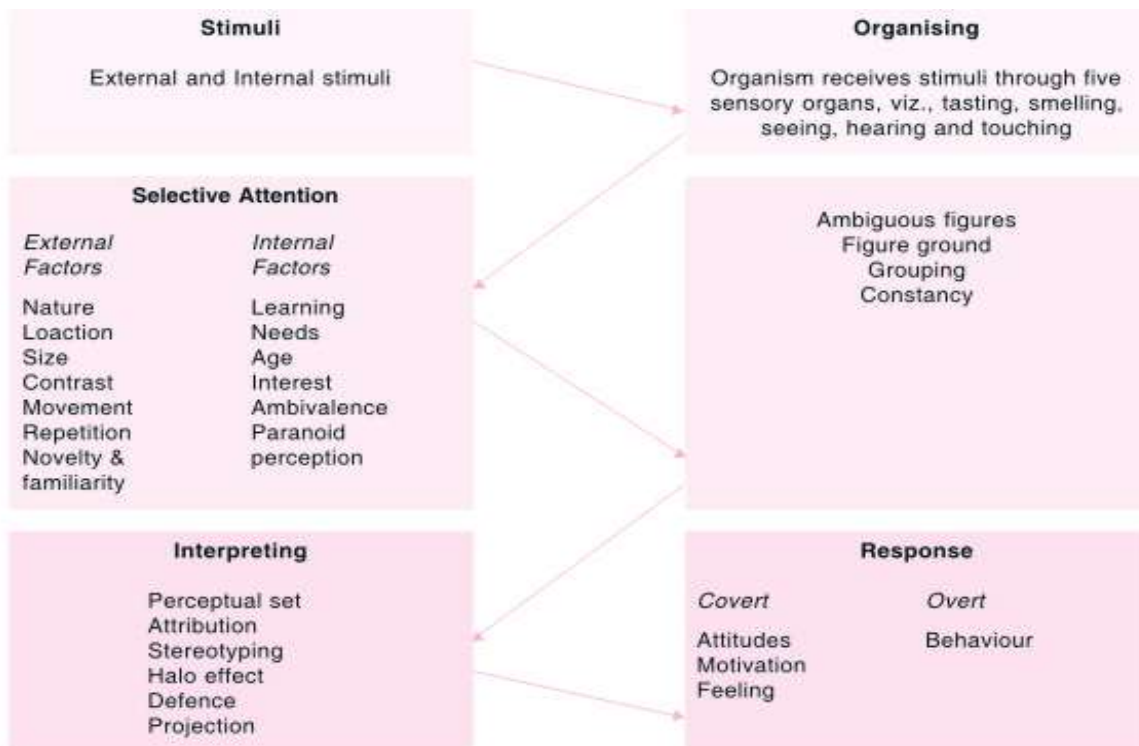 Stimuli
External and Internal stimuli
Organising
Organism receives stimuli through five
sensory organs, viz., tasting, smelling,
seeing, hearing and touching
Selective Attention
External
Factors
Nature
Loaction
Size
Contrast
Movement
Repetition
Novelty &
familiarity
Internal
Factors
Learning
Needs
Age
Interest
Ambivalence
Paranoid
perception
Ambiguous figures
Figure ground
Grouping
Constancy
Interpreting
Perceptual set
Attribution
Stereotyping
Halo effect
Defence
Projection
Response
Covert
Attitudes
Motivation
Feeling
Overt
Behaviour